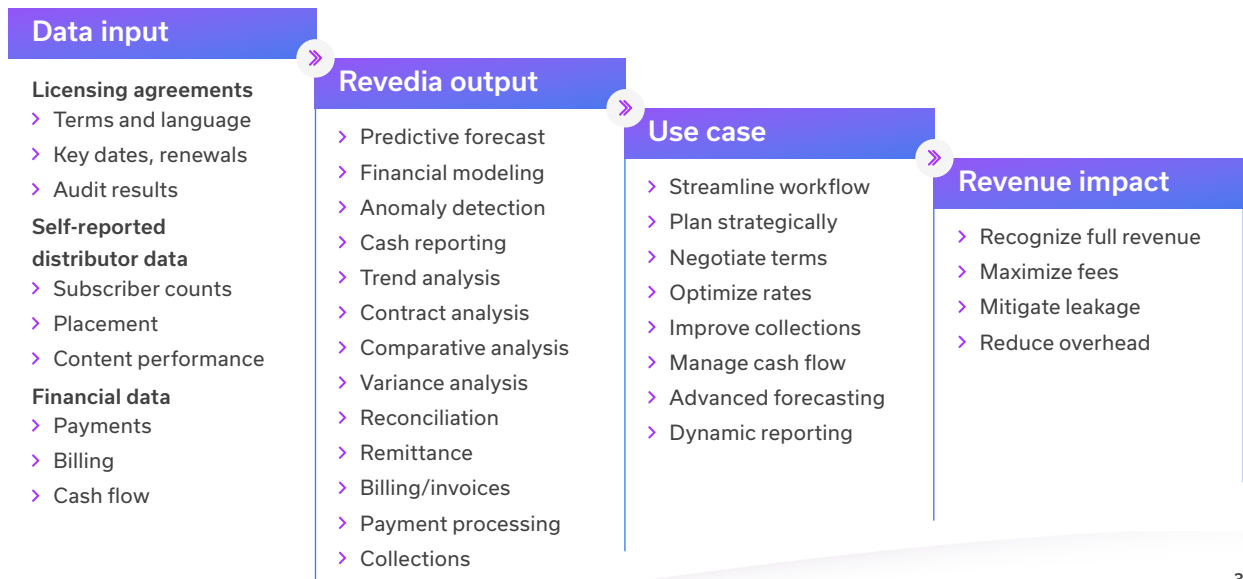 Data input
Licensing agreements
Terms and language
Key dates, renewals
Audit results
Self-reported
distributor data
Subscriber counts
Placement
Content performance
Financial data
Payments
Billing
Cash flow
Revedia output
Predictive forecast
Financial modeling
Anomaly detection
Cash reporting
Trend analysis
Contract analysis
Comparative analysis
Variance analysis
Reconciliation
Remittance
Billing/invoices
Payment processing
Collections
Use case
Streamline workflow
Plan strategically
Negotiate terms
Optimize rates
Improve collections
Manage cash flow
Advanced forecasting
Dynamic reporting
Revenue impact
Recognize full revenue
Maximize fees
Mitigate leakage
Reduce overhead